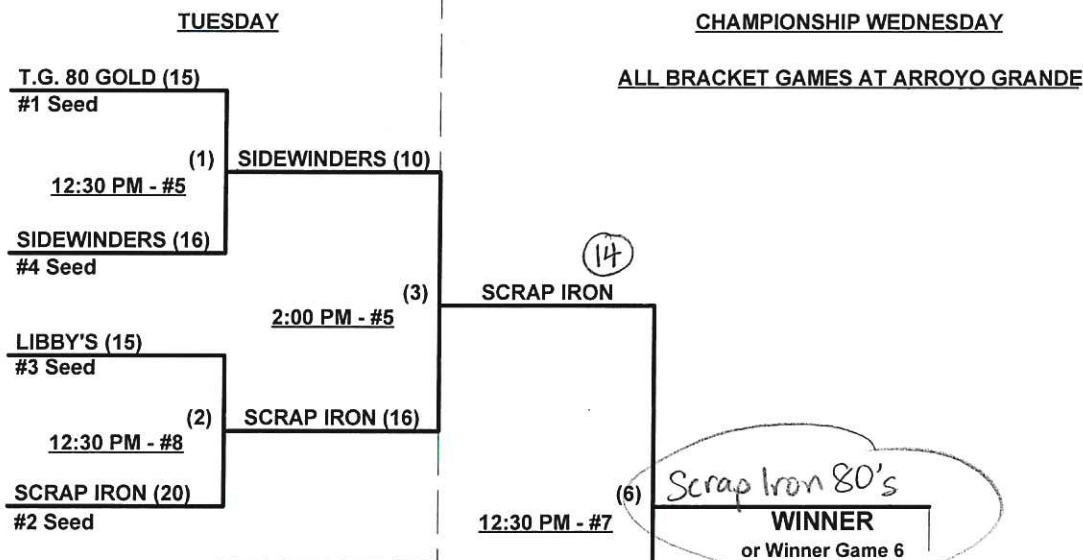 TUESDAY
CHAMPIONSHIP WEDNESDAY
ALL BRACKET GAMES AT ARROYO GRANDE
T.G. 80 GOLD (15)
#1 Seed
(1)
SIDEWINDERS (10)
12:30 PM - #5
SIDEWINDERS (16)
#4 Seed
14
(3)
SCRAP IRON
2:00 PM - #5
LIBBY'S (15)
#3 Seed
(2)
SCRAP IRON (16)
12:30 PM - #8
SCRAP IRON (20)
#2 Seed
(6)
Scrap Iron 80's
12:30 PM - #7
WINNER
or Winner Game 6